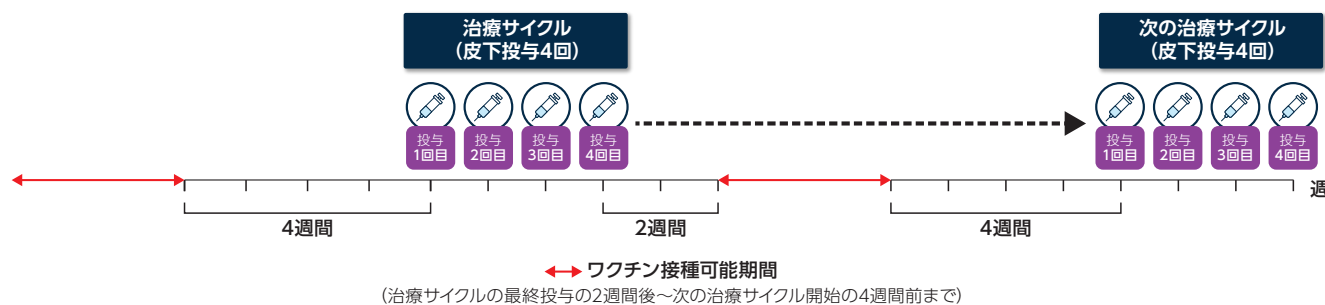 治療サイクル
（皮下投与4回）
次の治療サイクル
（皮下投与4回）
投与
1回目
投与
2回目
投与
3回目
投与
4回目
投与
1回目
投与
2回目
投与
3回目
投与
4回目
週
4週間
2週間
4週間
ワクチン接種可能期間
（治療サイクルの最終投与の2週間後～次の治療サイクル開始の4週間前まで）